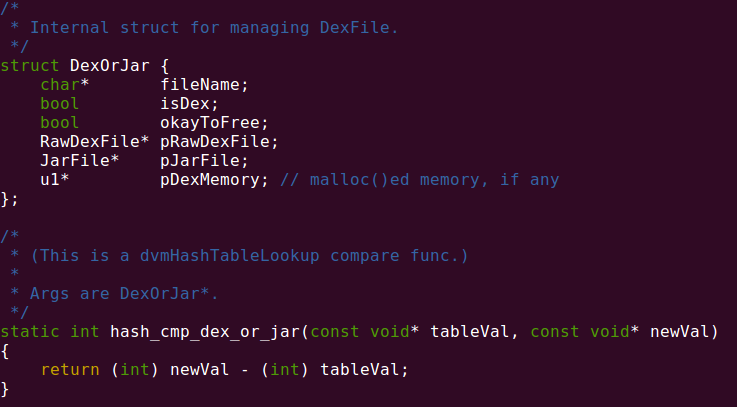 /*
 * Internal struct for managing DexFile.
 */
struct DexOrJar {
    char*       fileName;
    bool        isDex;
    bool        okayToFree;
    RawDexFile* pRawDexFile;
    JarFile*    pJarFile;
    u1*         pDexMemory; // malloc()ed memory, if any
};

/*
 * (This is a dvmHashTableLookup compare func.)
 *
 * Args are DexOrJar*.
 */
static int hash_cmp_dex_or_jar(const void* tableVal, const void* newVal)
{
    return (int) newVal - (int) tableVal;
}